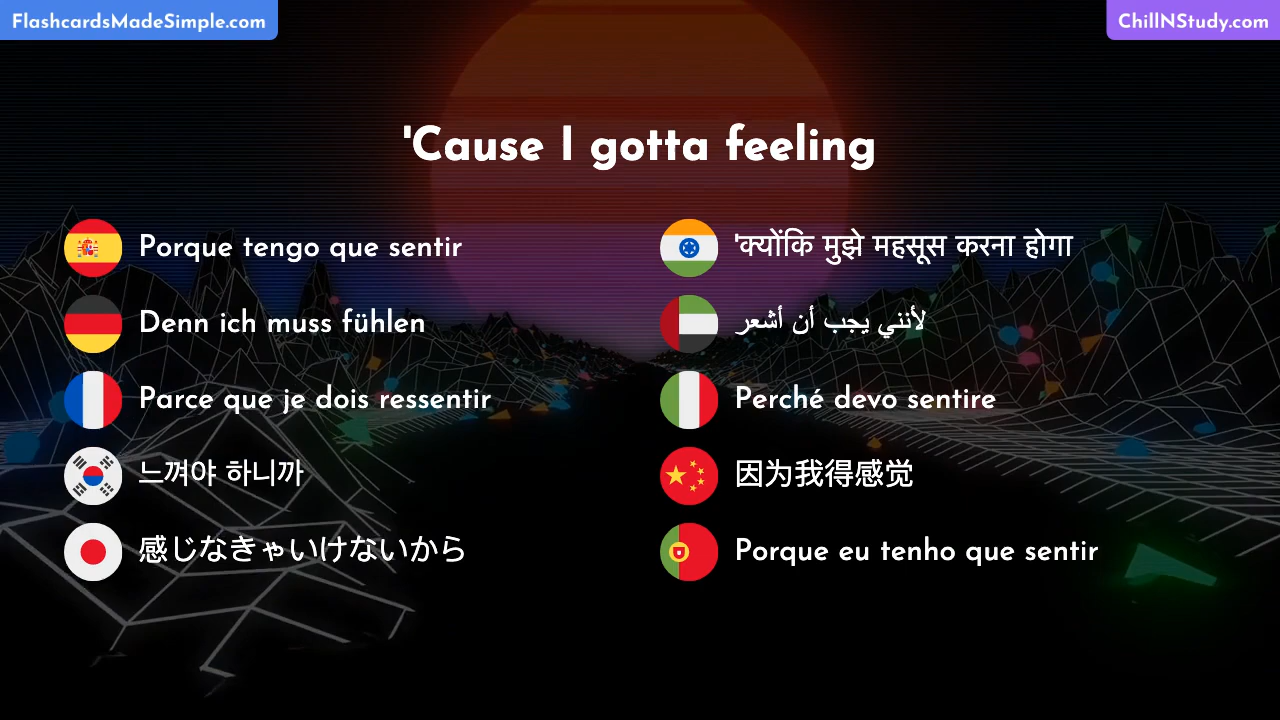 FlashcardsMadeSimple.com
ChillNStudy.com
'Cause I gotta feeling
Porque tengo que sentir
'क्योंकि मुझे महसूस करना होगा
Denn ich muss fühlen
لأنني يجب أن أشعر
Parce que je dois ressentir
Perché devo sentire
느껴야 하니까
因为我得感觉
感じなきゃいけないから
Porque eu tenho que sentir